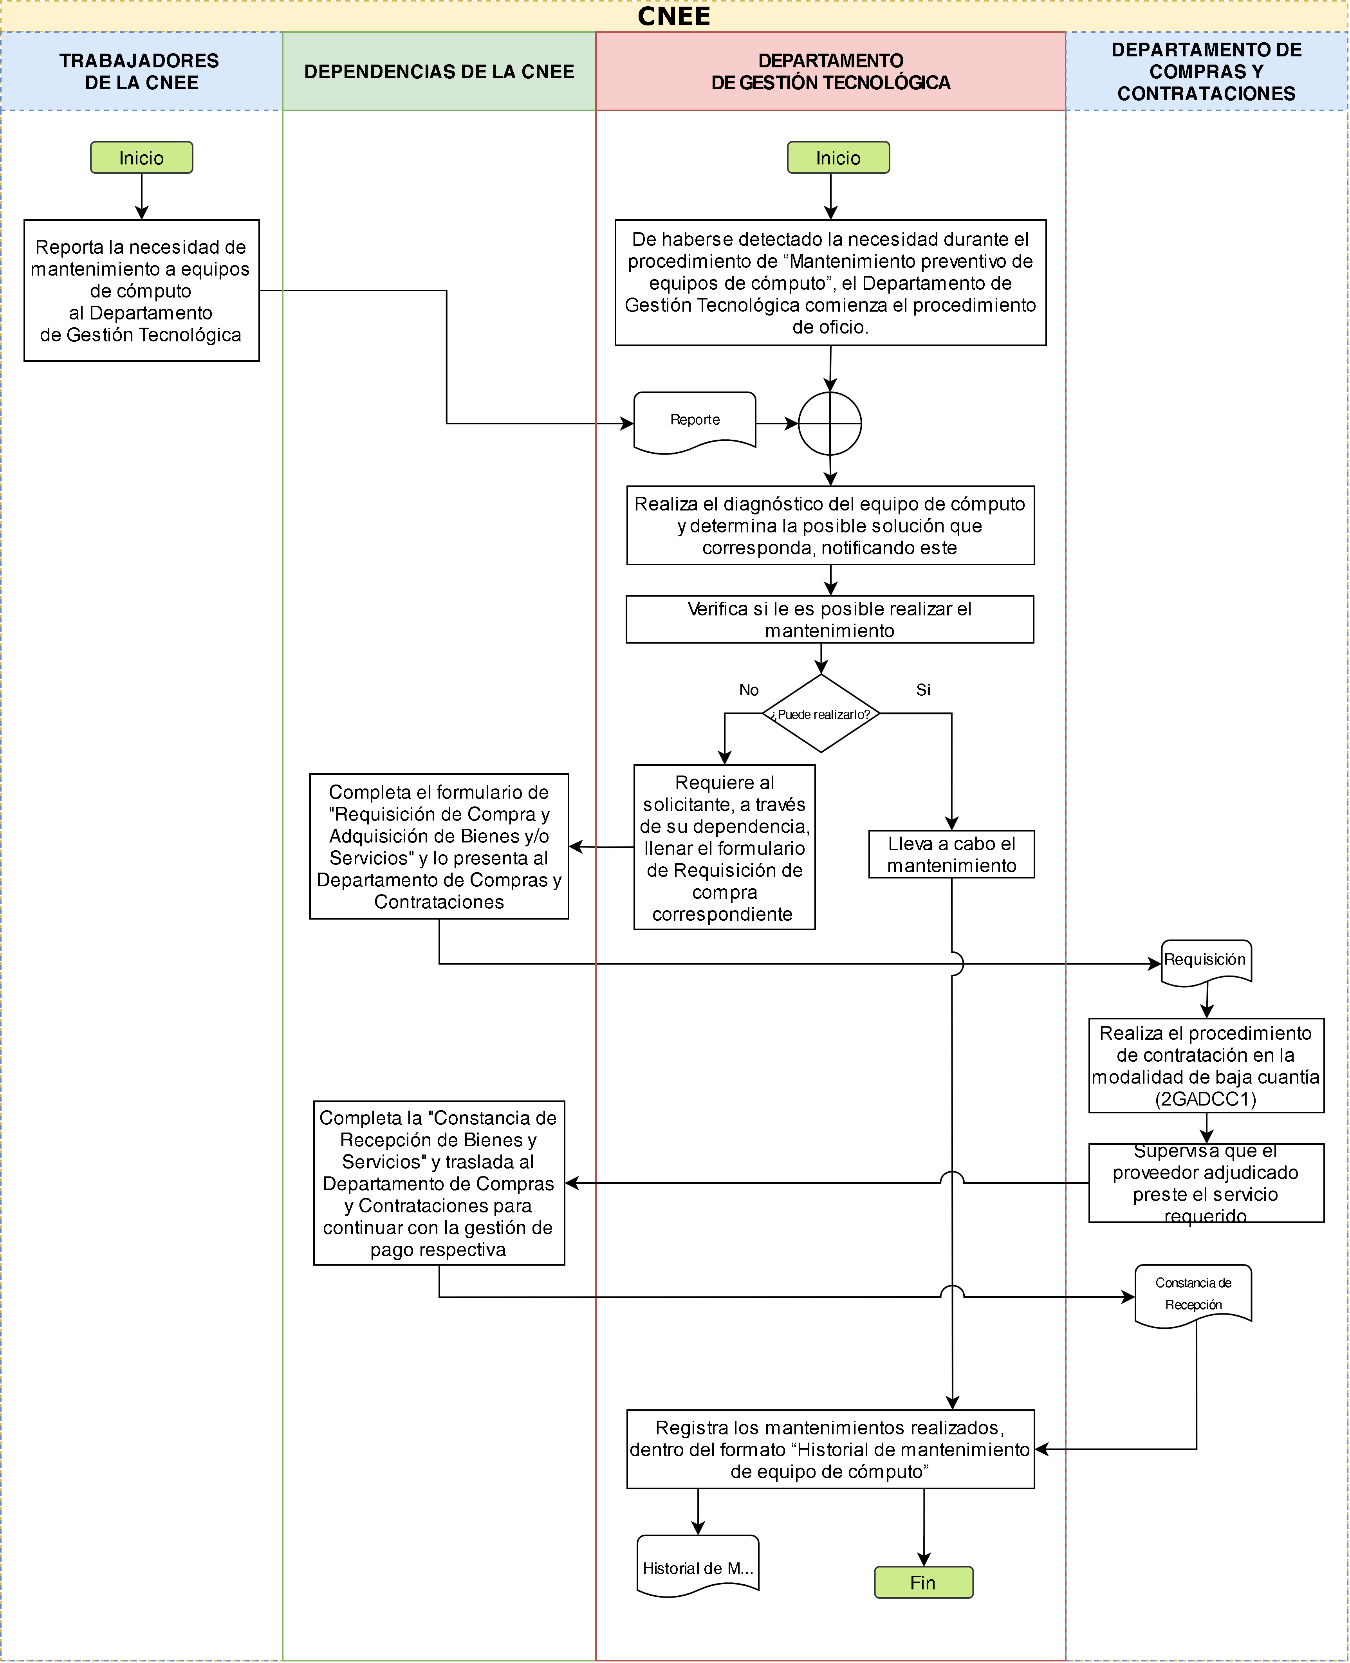 CNEE
TRABAJADORES
DE LA CNEE
DEPENDENCIAS DE LA CNEE
DEPARTAMENTO
DE GESTIÓN TECNOLÓGICA
DEPARTAMENTO DE
COMPRAS Y
CONTRATACIONES
Inicio
Inicio
Reporta la necesidad de
mantenimiento a equipos
de cómputo
al Departamento
de Gestión Tecnológica
De haberse detectado la necesidad durante el
procedimiento de “Mantenimiento preventivo de
equipos de cómputo”, el Departamento de
Gestión Tecnológica comienza el procedimiento
de oficio.
Reporte
Realiza el diagnóstico del equipo de cómputo
y determina la posible solución que
corresponda, notificando este
Verifica si le es posible realizar el
mantenimiento
No
Si
¿Puede realizarlo?
Completa el formulario de
"Requisición de Compra y
Adquisición de Bienes y/o
Servicios" y lo presenta al
Departamento de Compras y
Contrataciones
Requiere al
solicitante, a través
de su dependencia,
llenar el formulario
de Requisición de
compra
correspondiente
Lleva a cabo el
mantenimiento
Requisición
Realiza el procedimiento
de contratación en la
modalidad de baja cuantía
(2GADCC1)
Completa la "Constancia de
Recepción de Bienes y
Servicios" y traslada al
Departamento de Compras
y Contrataciones para
continuar con la gestión de
pago respectiva
Supervisa que el
proveedor adjudicado
preste el servicio
requerido
Constancia de
Recepción
Registra los mantenimientos realizados,
dentro del formato “Historial de mantenimiento
de equipo de cómputo”
Historial de M...
Fin